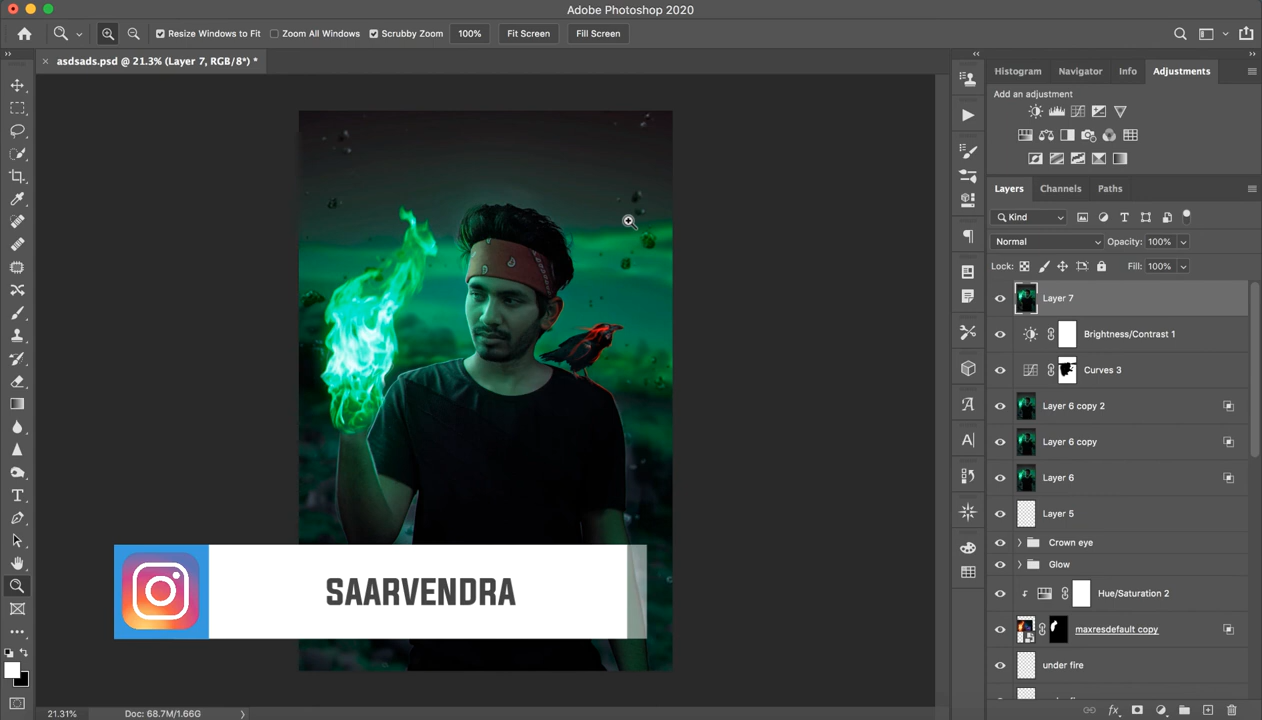 Adobe Photoshop 2020
Resize Windows to Fit Zoom All Windows Scrubby Zoom 100% Fit Screen Fill Screen
asdsads.psd @ 21.3% (Layer 7, RGB/8*) *
Histogram Navigator Info Adjustments
Add an adjustment
Layers Channels Paths
Kind
Normal Opacity: 100%
Lock: Fill: 100%
Layer 7
Brightness/Contrast 1
Curves 3
Layer 6 copy 2
Layer 6 copy
Layer 6
Layer 5
Crown eye
Glow
Hue/Saturation 2
maxresdefault copy
under fire
SAARVENDRA
21.31% Doc: 68.7M/1.66G